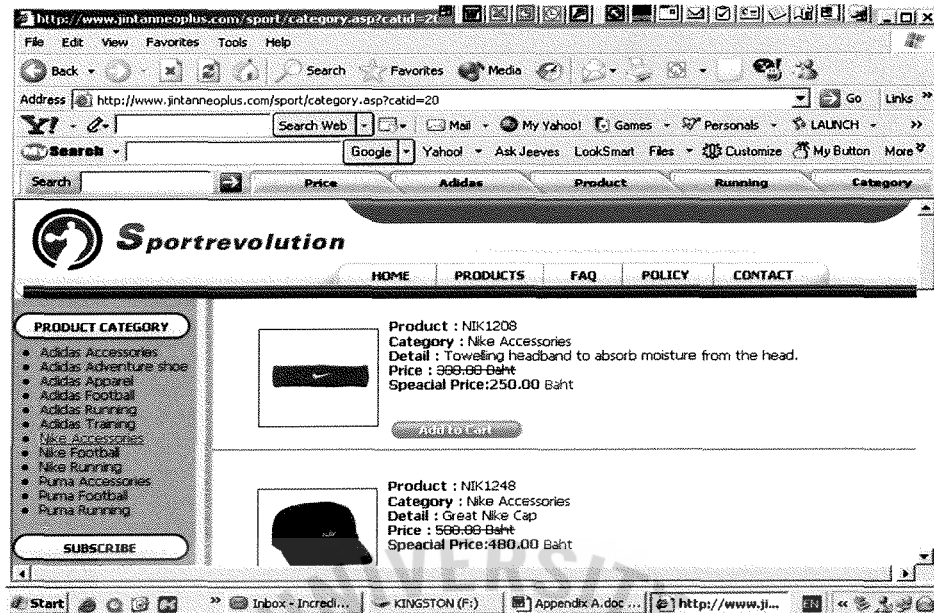 http://www.jintanneoplus.com/sport/category.asp?catid=20
File Edit View Favorites Tools Help
Back Search Favorites Media
Address http://www.jintanneoplus.com/sport/category.asp?catid=20 Go Links »
Y! Search Web Mail My Yahoo! Games Personals LAUNCH »
Search Google Yahoo! Ask Jeeves LookSmart Files Customize My Button More »
Search Price Adidas Product Running Category
Sportrevolution
HOME PRODUCTS FAQ POLICY CONTACT
PRODUCT CATEGORY
Adidas Accessories
Adidas Adventure shoe
Adidas Apparel
Adidas Football
Adidas Running
Adidas Training
Nike Accessories
Nike Football
Nike Running
Puma Accessories
Puma Football
Puma Running
SUBSCRIBE
Product : NIK1208
Category : Nike Accessories
Detail : Towelling headband to absorb moisture from the head.
Price : 300.00 Baht
Speacial Price:250.00 Baht
Add to Cart
Product : NIK1248
Category : Nike Accessories
Detail : Great Nike Cap
Price : 500.00 Baht
Speacial Price:480.00 Baht
Start » Inbox - Incredi... KINGSTON (F:) Appendix A.doc ... http://www.ji... EN «